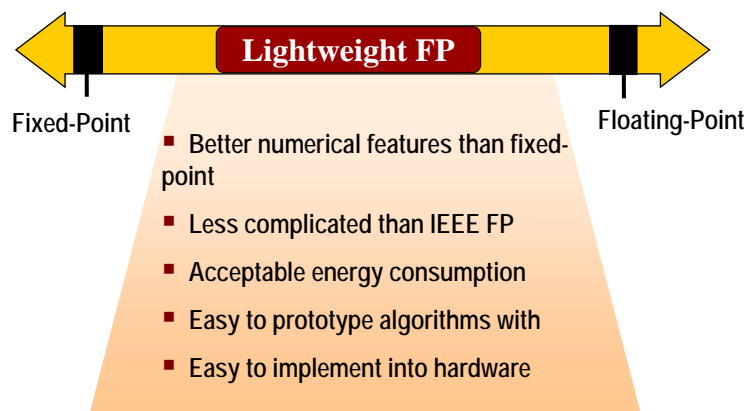 Lightweight FP
Fixed-Point
Floating-Point
▪ Better numerical features than fixed-
point
▪ Less complicated than IEEE FP
▪ Acceptable energy consumption
▪ Easy to prototype algorithms with
▪ Easy to implement into hardware